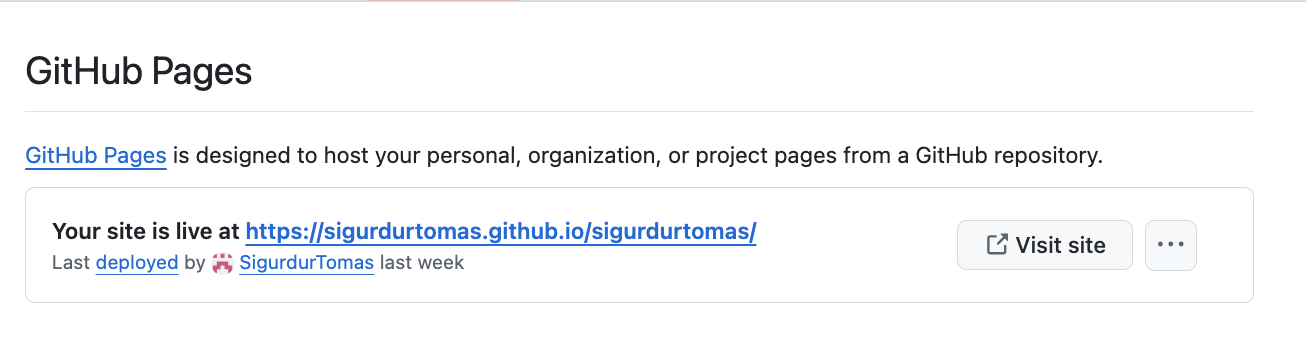 GitHub Pages
GitHub Pages is designed to host your personal, organization, or project pages from a GitHub repository.
Your site is live at https://sigurdurtomas.github.io/sigurdurtomas/
Last deployed by SigurdurTomas last week
Visit site